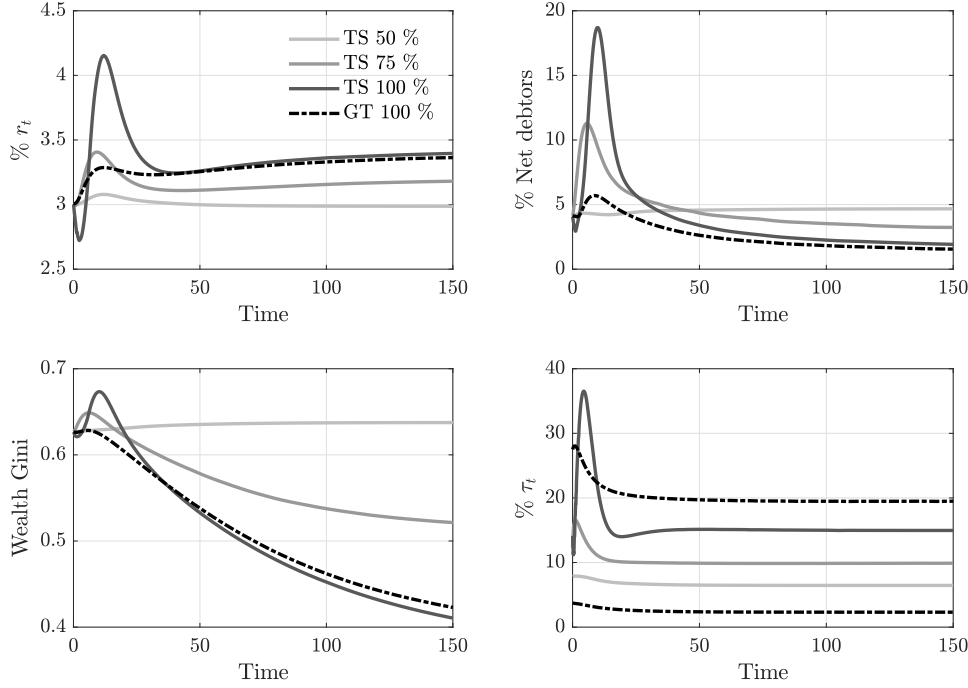 4.5
4
3.5
3
2.5
% r_t
0 50 100 150
Time
TS 50 %
TS 75 %
TS 100 %
GT 100 %
20
15
10
5
0
% Net debtors
0 50 100 150
Time
0.7
0.6
0.5
0.4
Wealth Gini
0 50 100 150
Time
40
30
20
10
0
% τ_t
0 50 100 150
Time